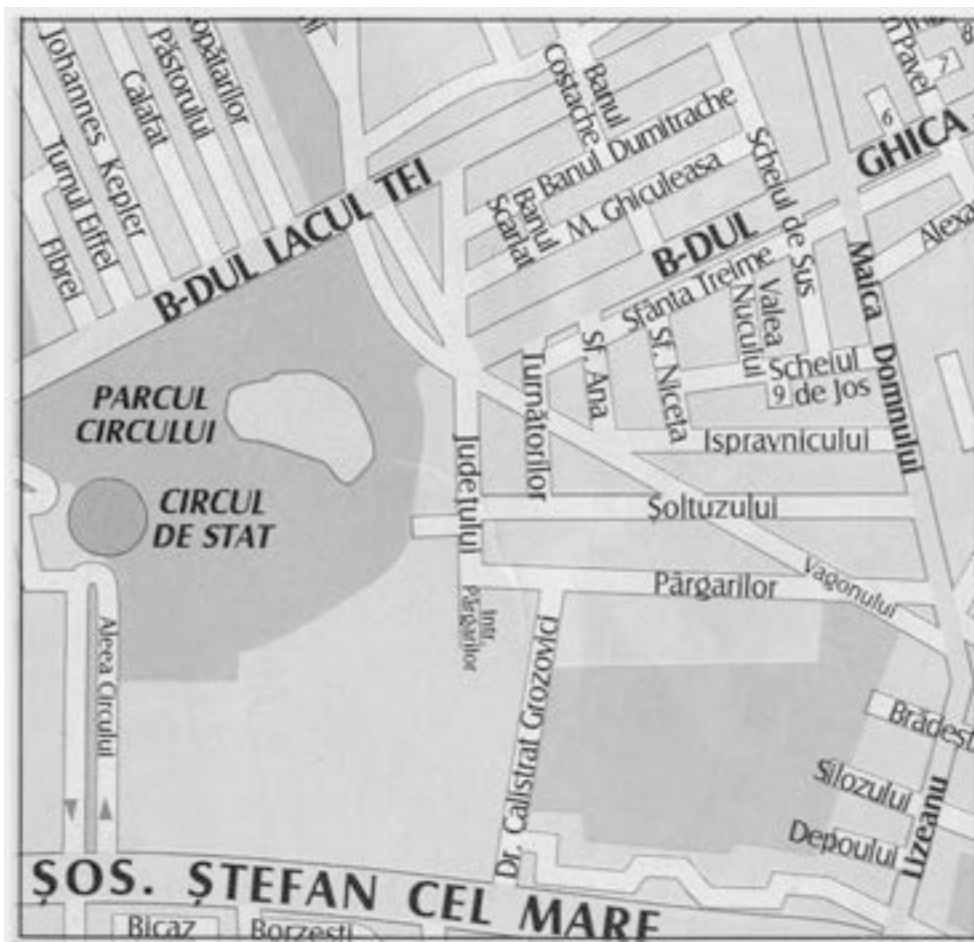 Johannes Kepler
Calafat
Păstorului
Turnul Eiffel
Fibrei
B-DUL LACUL TEI
Costache
Banul
Banul Dumitrache
M. Ghiculeasa
Banul
Scarlat
Scheiul de Sus
Pavel
6
7
8
B-DUL
GHICA
Alexa
Maica Domnului
Sfânta Treime
Sf. Ana
Sf. Niceta
Valea
Nucului
Scheiul
9 de Jos
Turnătorilor
PARCUL
CIRCULUI
Ispravnicului
Județului
Șoltuzului
CIRCUL
DE STAT
Pârgarilor
Vagonului
Intr.
Pârgarilor
Aleea Circului
Dr. Calistrat Grozovici
Brădești
Silozului
Depoului
Lizeanu
ȘOS. ȘTEFAN CEL MARE
Bicaz
Borzești